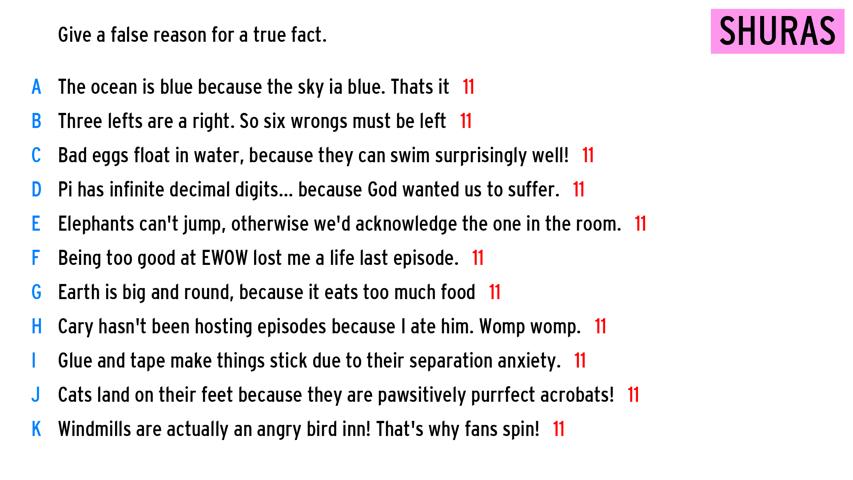 Give a false reason for a true fact.
SHURAS
A The ocean is blue because the sky ia blue. Thats it 11
B Three lefts are a right. So six wrongs must be left 11
C Bad eggs float in water, because they can swim surprisingly well! 11
D Pi has infinite decimal digits... because God wanted us to suffer. 11
E Elephants can't jump, otherwise we'd acknowledge the one in the room. 11
F Being too good at EWOW lost me a life last episode. 11
G Earth is big and round, because it eats too much food 11
H Cary hasn't been hosting episodes because I ate him. Womp womp. 11
I Glue and tape make things stick due to their separation anxiety. 11
J Cats land on their feet because they are pawsitively purrfect acrobats! 11
K Windmills are actually an angry bird inn! That's why fans spin! 11